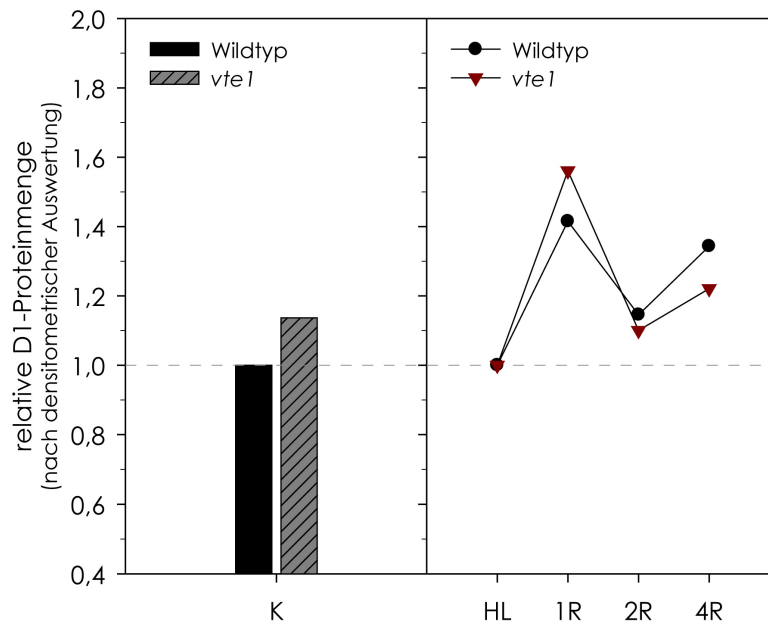 relative D1-Proteinmenge
(nach densitometrischer Auswertung)
2,0
1,8
1,6
1,4
1,2
1,0
0,8
0,6
0,4
Wildtyp
vte1
Wildtyp
vte1
K
HL 1R 2R 4R